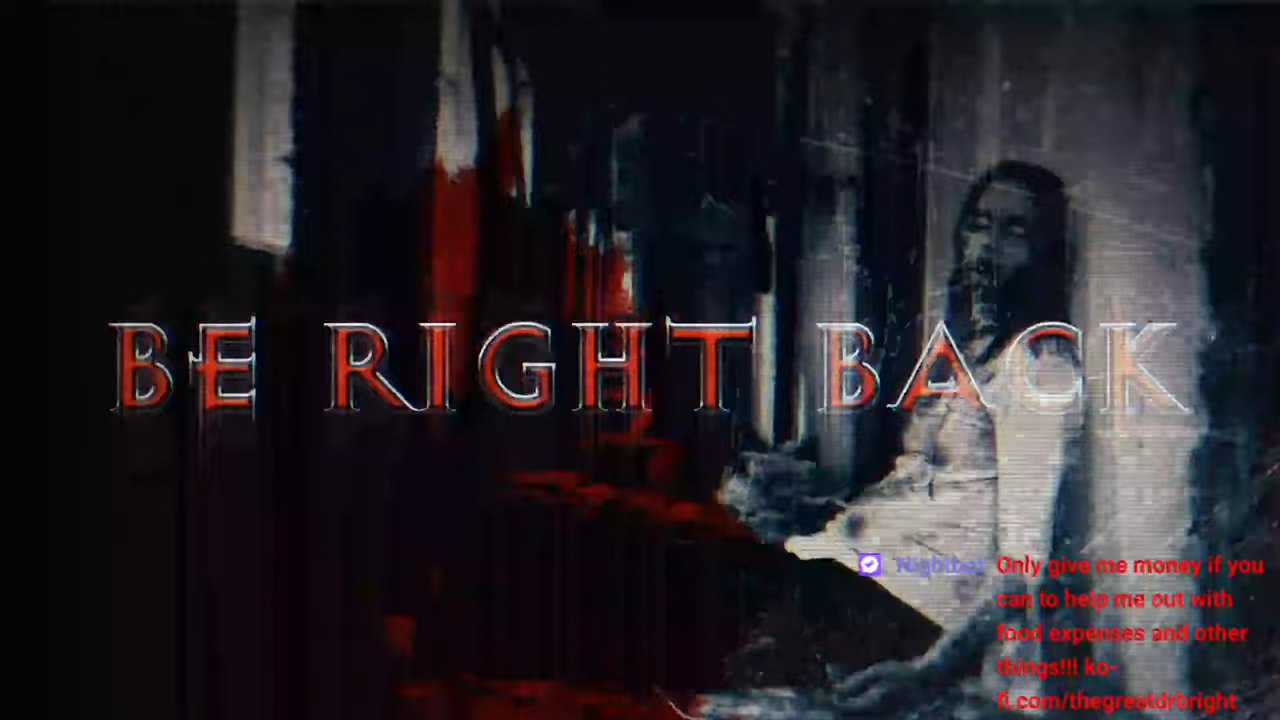 BE RIGHT BACK
Nightbot Only give me money if you
can to help me out with
food expenses and other
things!!! ko-
fi.com/thegreatdrbright